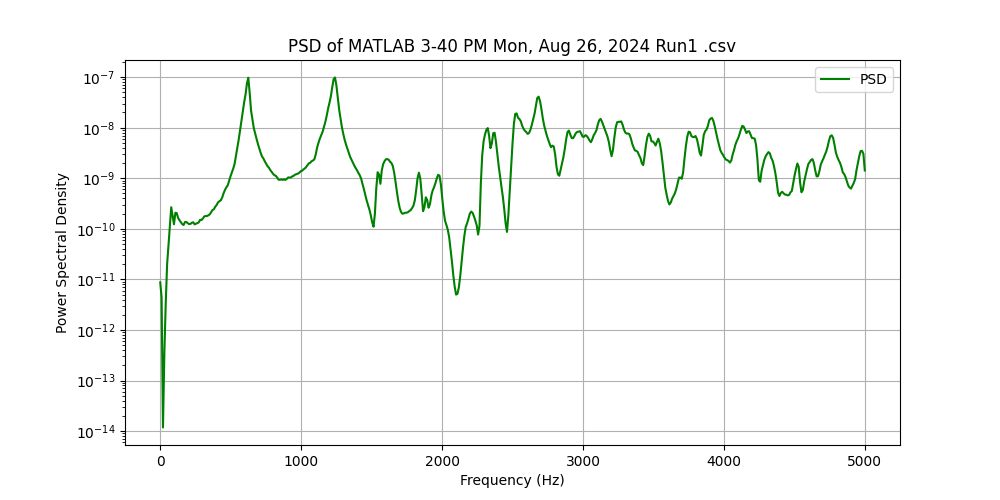 PSD of MATLAB 3-40 PM Mon, Aug 26, 2024 Run1 .csv
PSD
Power Spectral Density
10⁻⁷
10⁻⁸
10⁻⁹
10⁻¹⁰
10⁻¹¹
10⁻¹²
10⁻¹³
10⁻¹⁴
0 1000 2000 3000 4000 5000
Frequency (Hz)